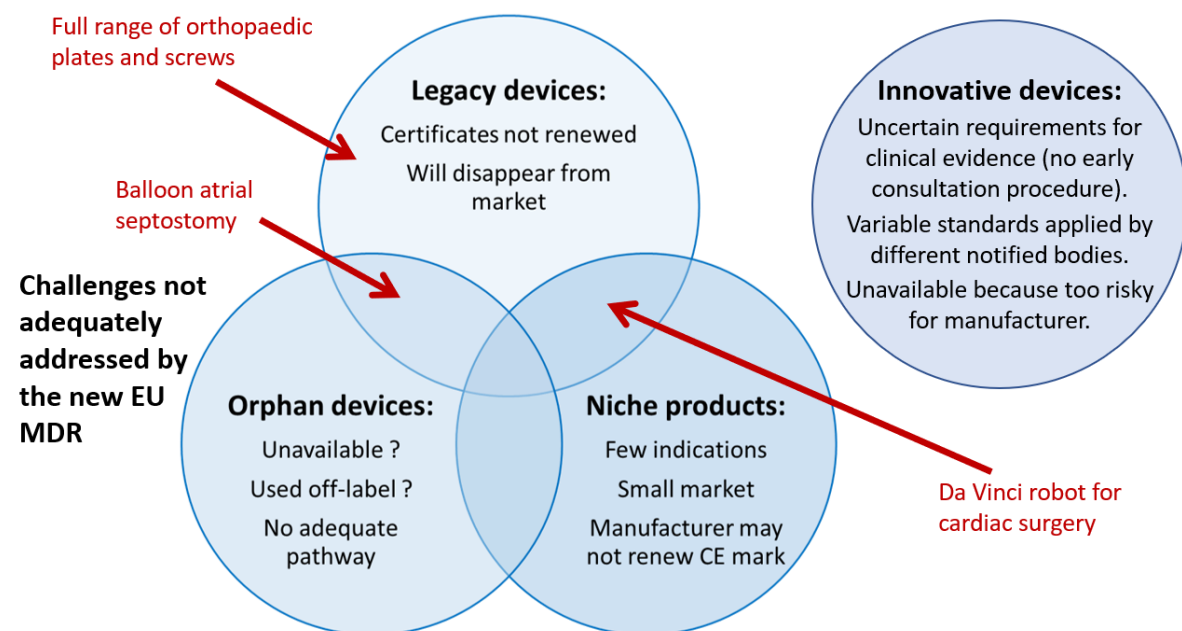 Full range of orthopaedic
plates and screws
Legacy devices:
Certificates not renewed
Will disappear from
market
Innovative devices:
Uncertain requirements for
clinical evidence (no early
consultation procedure).
Variable standards applied by
different notified bodies.
Unavailable because too risky
for manufacturer.
Balloon atrial
septostomy
Challenges not
adequately
addressed by
the new EU
MDR
Orphan devices:
Unavailable ?
Used off-label ?
No adequate
pathway
Niche products:
Few indications
Small market
Manufacturer may
not renew CE mark
Da Vinci robot for
cardiac surgery